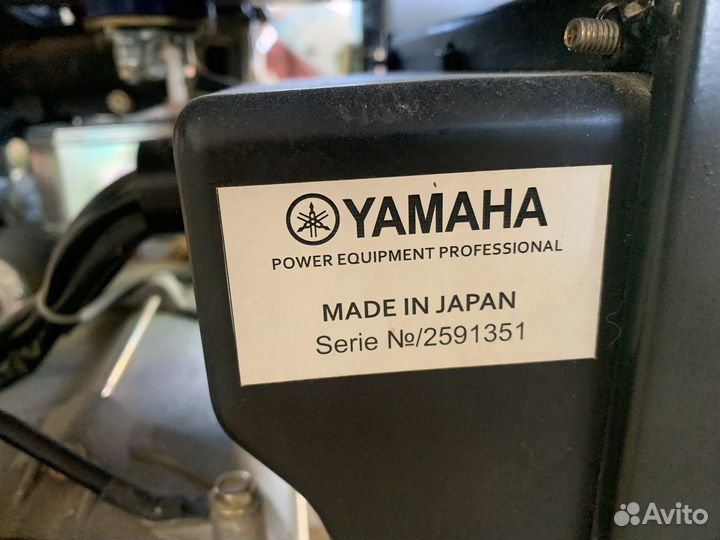 YAMAHA
POWER EQUIPMENT PROFESSIONAL
MADE IN JAPAN
Serie №/2591351
Avito